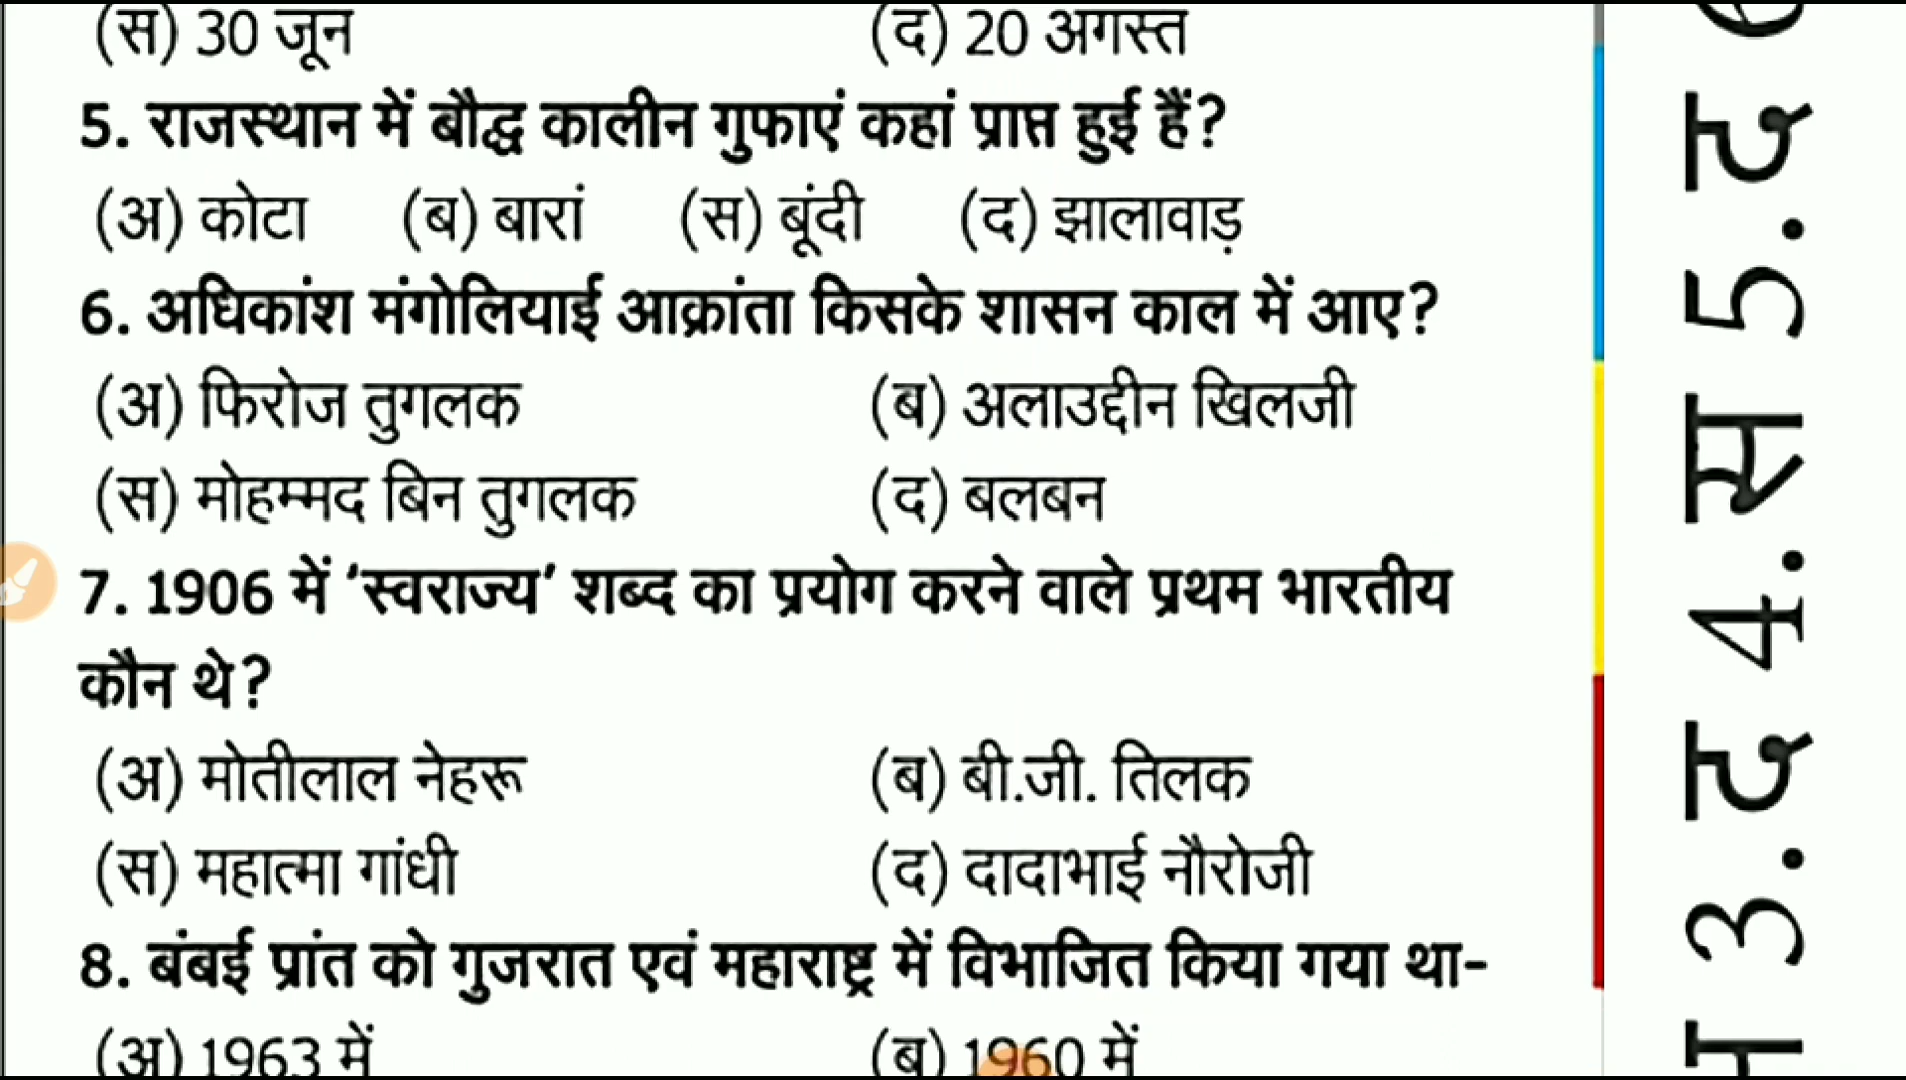 (स) 30 जून (द) 20 अगस्त
5. राजस्थान में बौद्ध कालीन गुफाएं कहां प्राप्त हुई हैं?
(अ) कोटा (ब) बारां (स) बूंदी (द) झालावाड़
6. अधिकांश मंगोलियाई आक्रांता किसके शासन काल में आए?
(अ) फिरोज तुगलक (ब) अलाउद्दीन खिलजी
(स) मोहम्मद बिन तुगलक (द) बलबन
7. 1906 में ‘स्वराज्य’ शब्द का प्रयोग करने वाले प्रथम भारतीय
कौन थे?
(अ) मोतीलाल नेहरू (ब) बी.जी. तिलक
(स) महात्मा गांधी (द) दादाभाई नौरोजी
8. बंबई प्रांत को गुजरात एवं महाराष्ट्र में विभाजित किया गया था-
(अ) 1963 में (ब) 1960 में
3.द 4.स 5.द